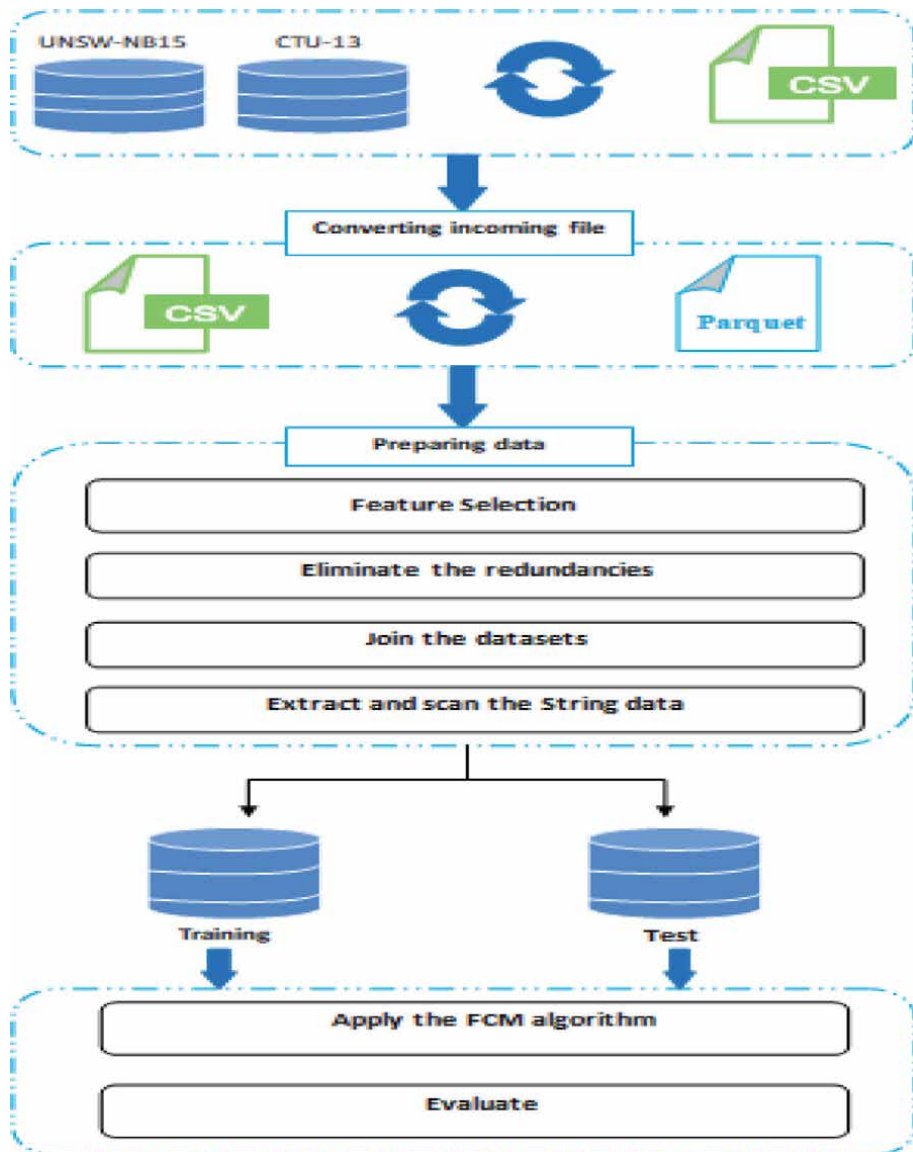 UNSW-NB15 CTU-13
CSV
Converting incoming file
CSV
Parquet
Preparing data
Feature Selection
Eliminate the redundancies
Join the datasets
Extract and scan the String data
Training
Test
Apply the FCM algorithm
Evaluate